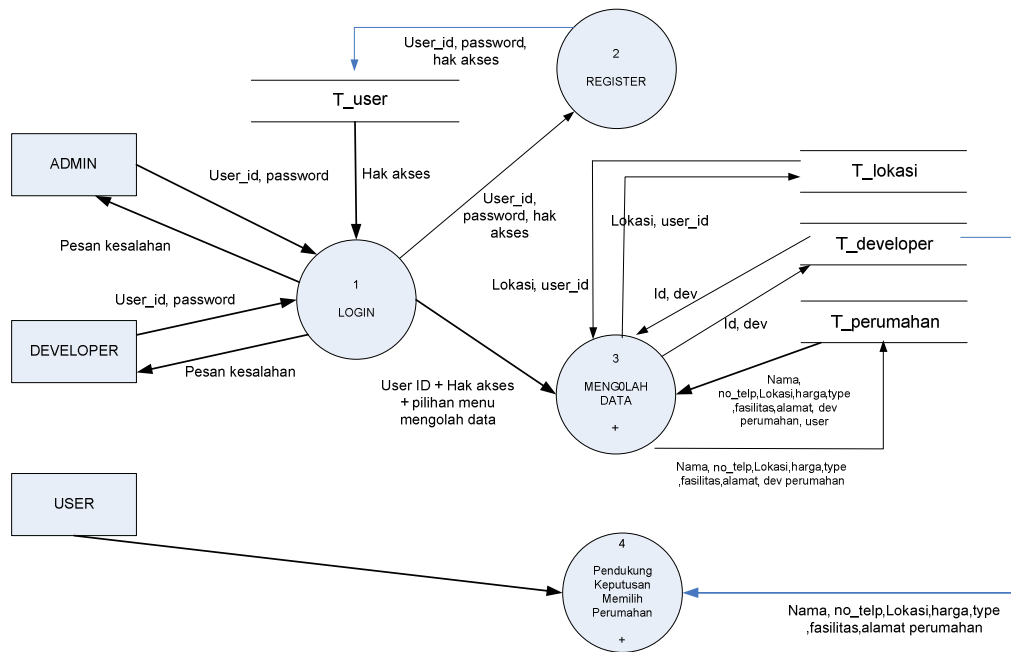 User_id, password,
hak akses
2
REGISTER
T_user
ADMIN
User_id, password
Hak akses
User_id,
password, hak
akses
T_lokasi
Lokasi, user_id
Pesan kesalahan
T_developer
Lokasi, user_id
Id, dev
1
LOGIN
User_id, password
Id, dev
T_perumahan
DEVELOPER
Pesan kesalahan
3
MENG0LAH
DATA
+
User ID + Hak akses
+ pilihan menu
mengolah data
Nama,
no_telp,Lokasi,harga,type
,fasilitas,alamat, dev
perumahan, user
Nama, no_telp,Lokasi,harga,type
,fasilitas,alamat, dev perumahan
USER
4
Pendukung
Keputusan
Memilih
Perumahan
+
Nama, no_telp,Lokasi,harga,type
,fasilitas,alamat perumahan